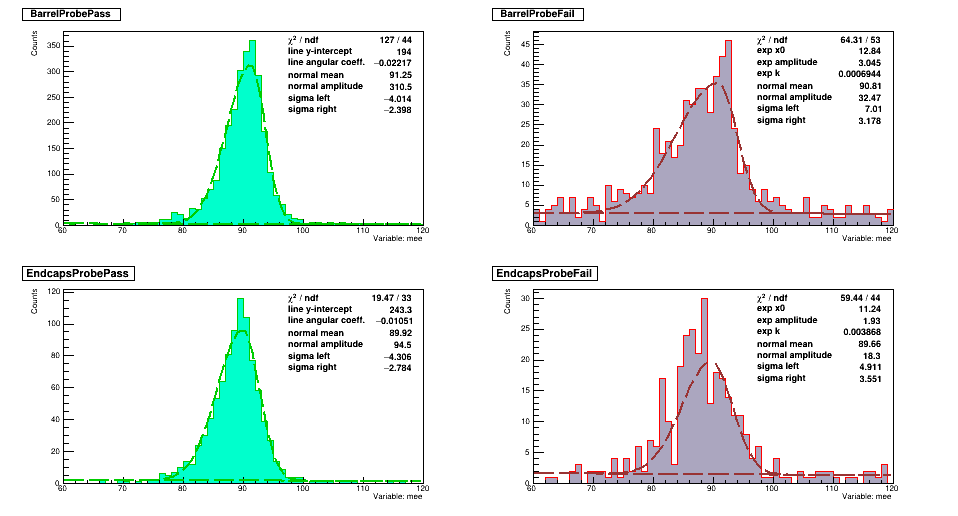 BarrelProbePass
Counts
350
300
250
200
150
100
50
0
60 70 80 90 100 110 120
Variable: mee
χ² / ndf 127 / 44
line y-intercept 194
line angular coeff. −0.02217
normal mean 91.25
normal amplitude 310.5
sigma left −4.014
sigma right −2.398
BarrelProbeFail
Counts
45
40
35
30
25
20
15
10
5
0
60 70 80 90 100 110 120
Variable: mee
χ² / ndf 64.31 / 53
exp x0 12.84
exp amplitude 3.045
exp k 0.0006944
normal mean 90.81
normal amplitude 32.47
sigma left 7.01
sigma right 3.178
EndcapsProbePass
Counts
120
100
80
60
40
20
0
60 70 80 90 100 110 120
Variable: mee
χ² / ndf 19.47 / 33
line y-intercept 243.3
line angular coeff. −0.01051
normal mean 89.92
normal amplitude 94.5
sigma left −4.306
sigma right −2.784
EndcapsProbeFail
Counts
30
25
20
15
10
5
0
60 70 80 90 100 110 120
Variable: mee
χ² / ndf 59.44 / 44
exp x0 11.24
exp amplitude 1.93
exp k 0.003868
normal mean 89.66
normal amplitude 18.3
sigma left 4.911
sigma right 3.551